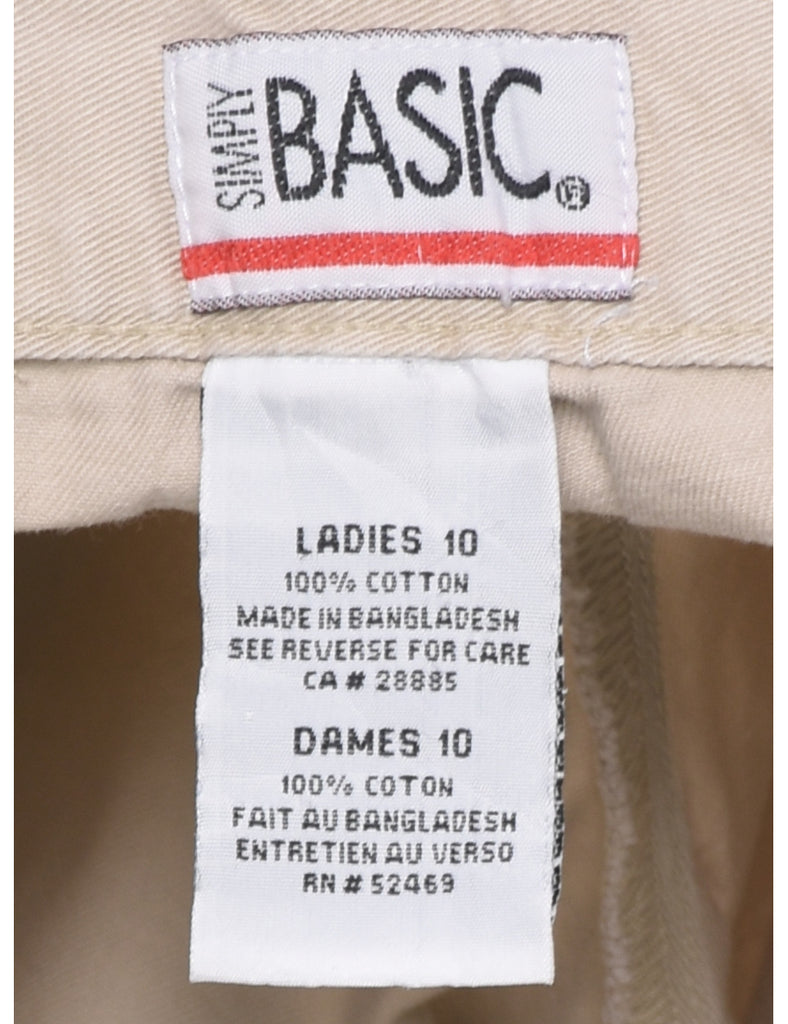 SIMPLY BASIC®
LADIES 10
100% COTTON
MADE IN BANGLADESH
SEE REVERSE FOR CARE
CA # 28885
DAMES 10
100% COTON
FAIT AU BANGLADESH
ENTRETIEN AU VERSO
RN # 52469